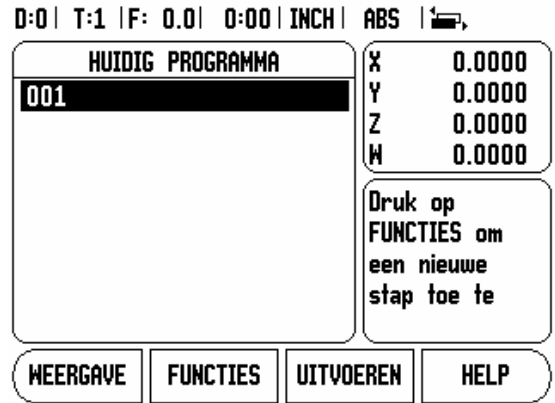 D:0| T:1 |F: 0.0| 0:00|INCH| ABS |
HUIDIG PROGRAMMA
001
X 0.0000
Y 0.0000
Z 0.0000
W 0.0000
Druk op
FUNCTIES om
een nieuwe
stap toe te
WEERGAVE FUNCTIES UITVOEREN HELP